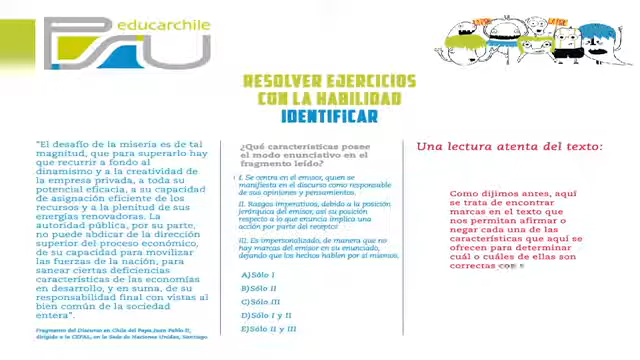 educarchile
PSU
RESOLVER EJERCICIOS
CON LA HABILIDAD
IDENTIFICAR
"El desafío de la miseria es de tal
magnitud, que para superarlo hay
que recurrir a fondo al
dinamismo y a la creatividad de
la empresa privada, a toda su
potencial eficacia, a su capacidad
de asignación eficiente de los
recursos y a la plenitud de sus
energías renovadoras. La
autoridad pública, por su parte,
no puede abdicar de la dirección
superior del proceso económico,
de su capacidad para movilizar
las fuerzas de la nación, para
sanear ciertas deficiencias
características de las economías
en desarrollo, y en suma, de su
responsabilidad final con vistas al
bien común de la sociedad
entera".
Fragmento del Discurso en Chile del Papa Juan Pablo II,
dirigido a la CEPAL, en la Sede de Naciones Unidas, Santiago
¿Qué características posee
el modo enunciativo en el
fragmento leído?
I. Se centra en el emisor, quien se
manifiesta en el discurso como responsable
de sus opiniones y pensamientos.
II. Rasgos imperativos, debido a la posición
jerárquica del emisor, así su posición
respecto a lo que enuncia implica una
acción por parte del receptor
III. Es impersonalizado, de manera que no
hay marcas del emisor en su enunciado,
dejando que los hechos hablen por sí mismos.
A)Sólo I
B)Sólo II
C)Sólo III
D)Sólo I y II
E)Sólo II y III
Una lectura atenta del texto:
Como dijimos antes, aquí
se trata de encontrar
marcas en el texto que
nos permitan afirmar o
negar cada una de las
características que aquí se
ofrecen para determinar
cuál o cuáles de ellas son
correctas con